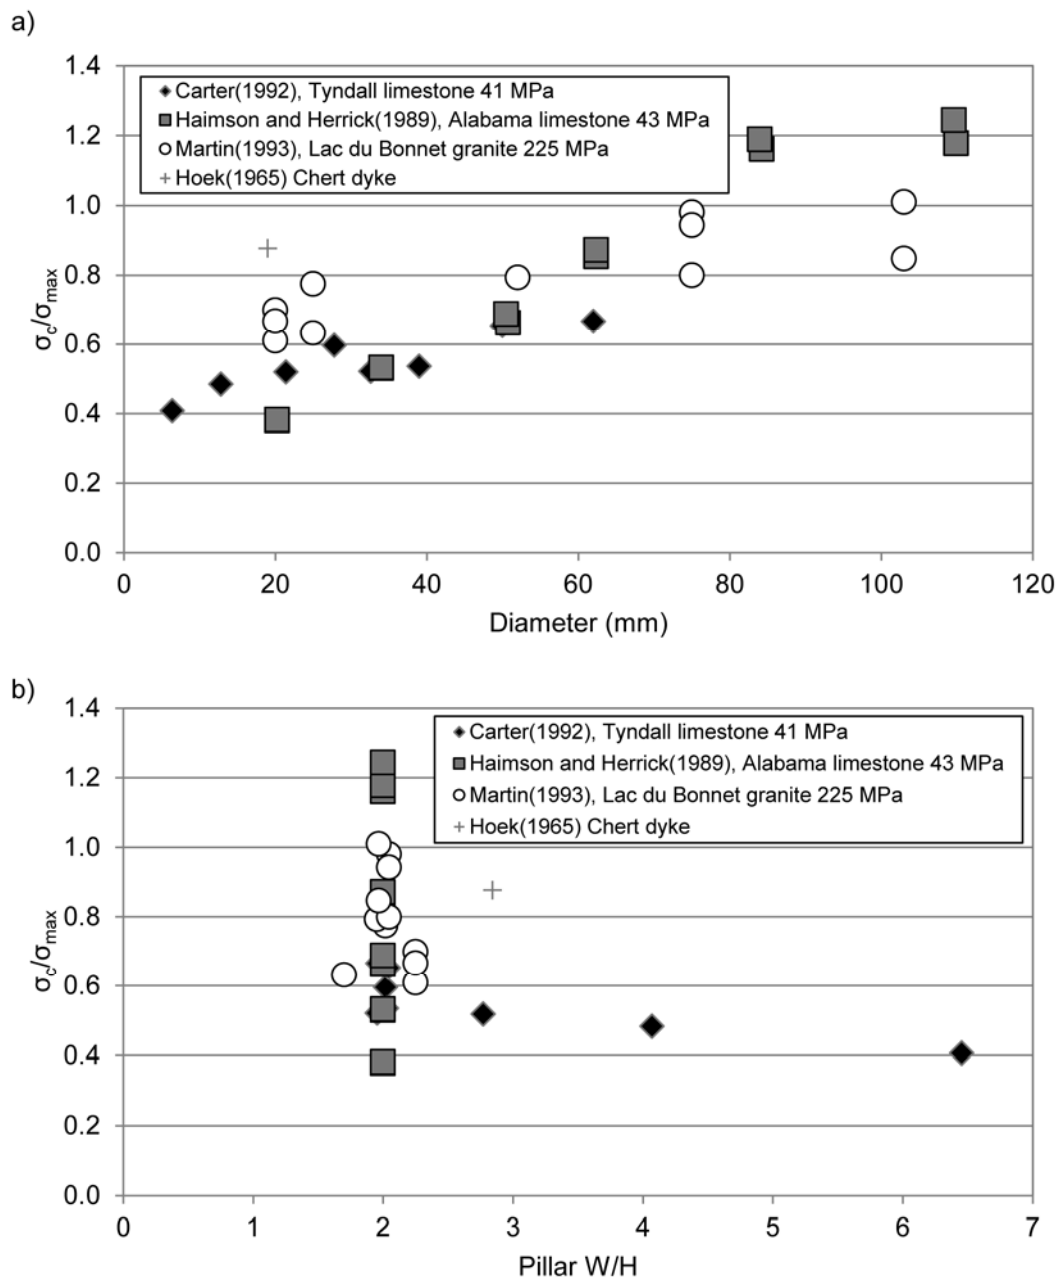 a)
1.4
1.2
1.0
0.8
0.6
0.4
0.2
0.0
σc/σmax
Carter(1992), Tyndall limestone 41 MPa
Haimson and Herrick(1989), Alabama limestone 43 MPa
Martin(1993), Lac du Bonnet granite 225 MPa
Hoek(1965) Chert dyke
0 20 40 60 80 100 120
Diameter (mm)
b)
1.4
1.2
1.0
0.8
0.6
0.4
0.2
0.0
σc/σmax
Carter(1992), Tyndall limestone 41 MPa
Haimson and Herrick(1989), Alabama limestone 43 MPa
Martin(1993), Lac du Bonnet granite 225 MPa
Hoek(1965) Chert dyke
0 1 2 3 4 5 6 7
Pillar W/H